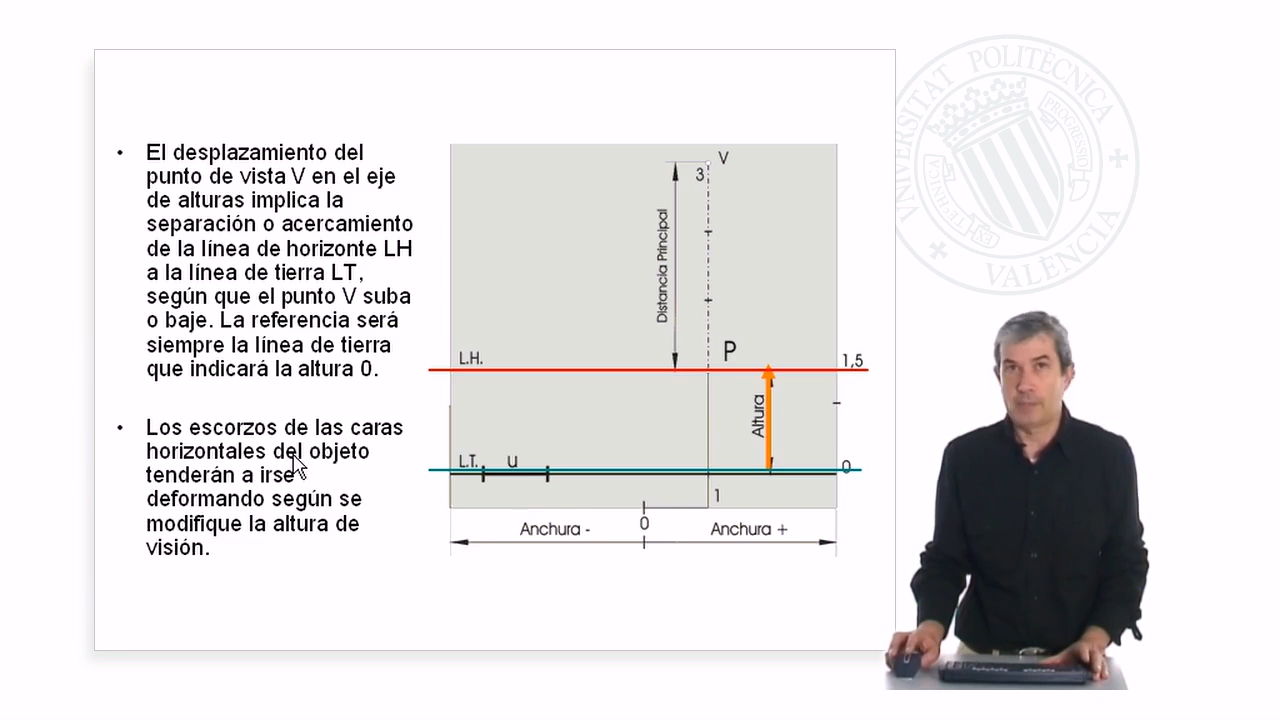 • El desplazamiento del
punto de vista V en el eje
de alturas implica la
separación o acercamiento
de la línea de horizonte LH
a la línea de tierra LT,
según que el punto V suba
o baje. La referencia será
siempre la línea de tierra
que indicará la altura 0.
• Los escorzos de las caras
horizontales del objeto
tenderán a irse
deformando según se
modifique la altura de
visión.
V
3
Distancia Principal
P
L.H.
1,5
Altura
L.T.
u
0
1
0
Anchura -
Anchura +
UNIVERSITAT POLITÈCNICA
VALÈNCIA
PROGRESSIO
EX TECHNICA